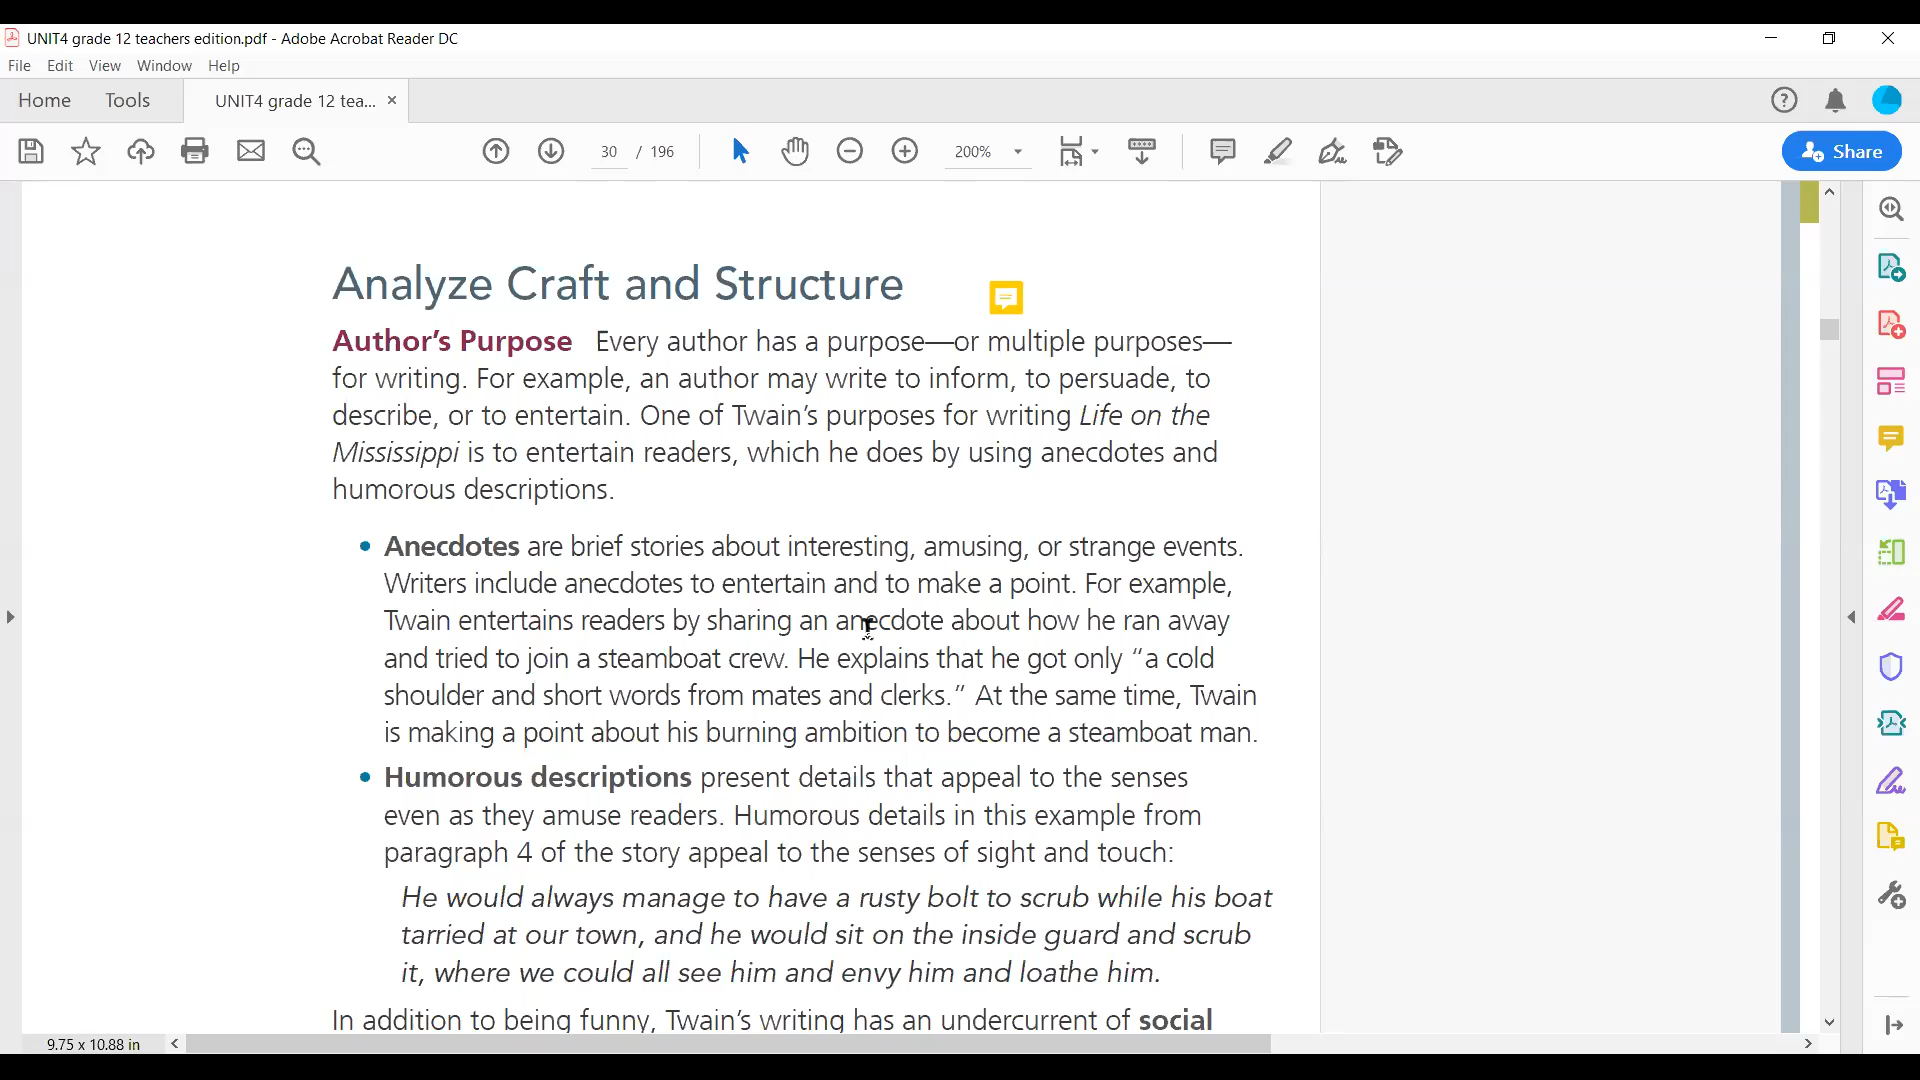 UNIT4 grade 12 teachers edition.pdf - Adobe Acrobat Reader DC
File Edit View Window Help
Home Tools UNIT4 grade 12 tea... ×
30 / 196 200% Share
Analyze Craft and Structure
Author's Purpose Every author has a purpose—or multiple purposes—
for writing. For example, an author may write to inform, to persuade, to
describe, or to entertain. One of Twain's purposes for writing Life on the
Mississippi is to entertain readers, which he does by using anecdotes and
humorous descriptions.
• Anecdotes are brief stories about interesting, amusing, or strange events.
Writers include anecdotes to entertain and to make a point. For example,
Twain entertains readers by sharing an anecdote about how he ran away
and tried to join a steamboat crew. He explains that he got only “a cold
shoulder and short words from mates and clerks.” At the same time, Twain
is making a point about his burning ambition to become a steamboat man.
• Humorous descriptions present details that appeal to the senses
even as they amuse readers. Humorous details in this example from
paragraph 4 of the story appeal to the senses of sight and touch:
He would always manage to have a rusty bolt to scrub while his boat
tarried at our town, and he would sit on the inside guard and scrub
it, where we could all see him and envy him and loathe him.
In addition to being funny, Twain's writing has an undercurrent of social
9.75 x 10.88 in